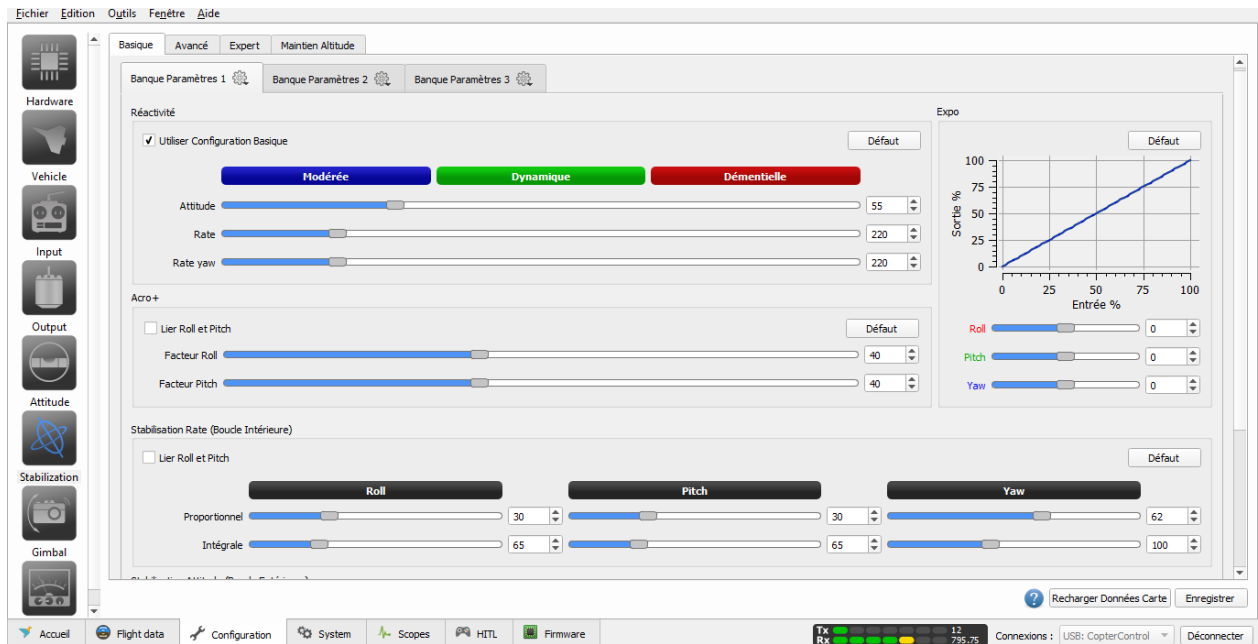 Fichier Edition Outils Fenêtre Aide
Hardware
Vehicle
Input
Output
Attitude
Stabilization
Gimbal
Basique Avancé Expert Maintien Altitude
Banque Paramètres 1 Banque Paramètres 2 Banque Paramètres 3
Réactivité
Utiliser Configuration Basique Défaut
Modérée Dynamique Démentielle
Attitude 55
Rate 220
Rate yaw 220
Acro+
Lier Roll et Pitch Défaut
Facteur Roll 40
Facteur Pitch 40
Expo
Défaut
Sortie %
100
75
50
25
0
0 25 50 75 100
Entrée %
Roll 0
Pitch 0
Yaw 0
Stabilisation Rate (Boucle Intérieure)
Lier Roll et Pitch Défaut
Roll Pitch Yaw
Proportionnel 30 30 62
Intégrale 65 65 100
Recharger Données Carte Enregistrer
Accueil Flight data Configuration System Scopes HITL Firmware
Tx 12
Rx 795.75
Connexions : USB: CopterControl Déconnecter